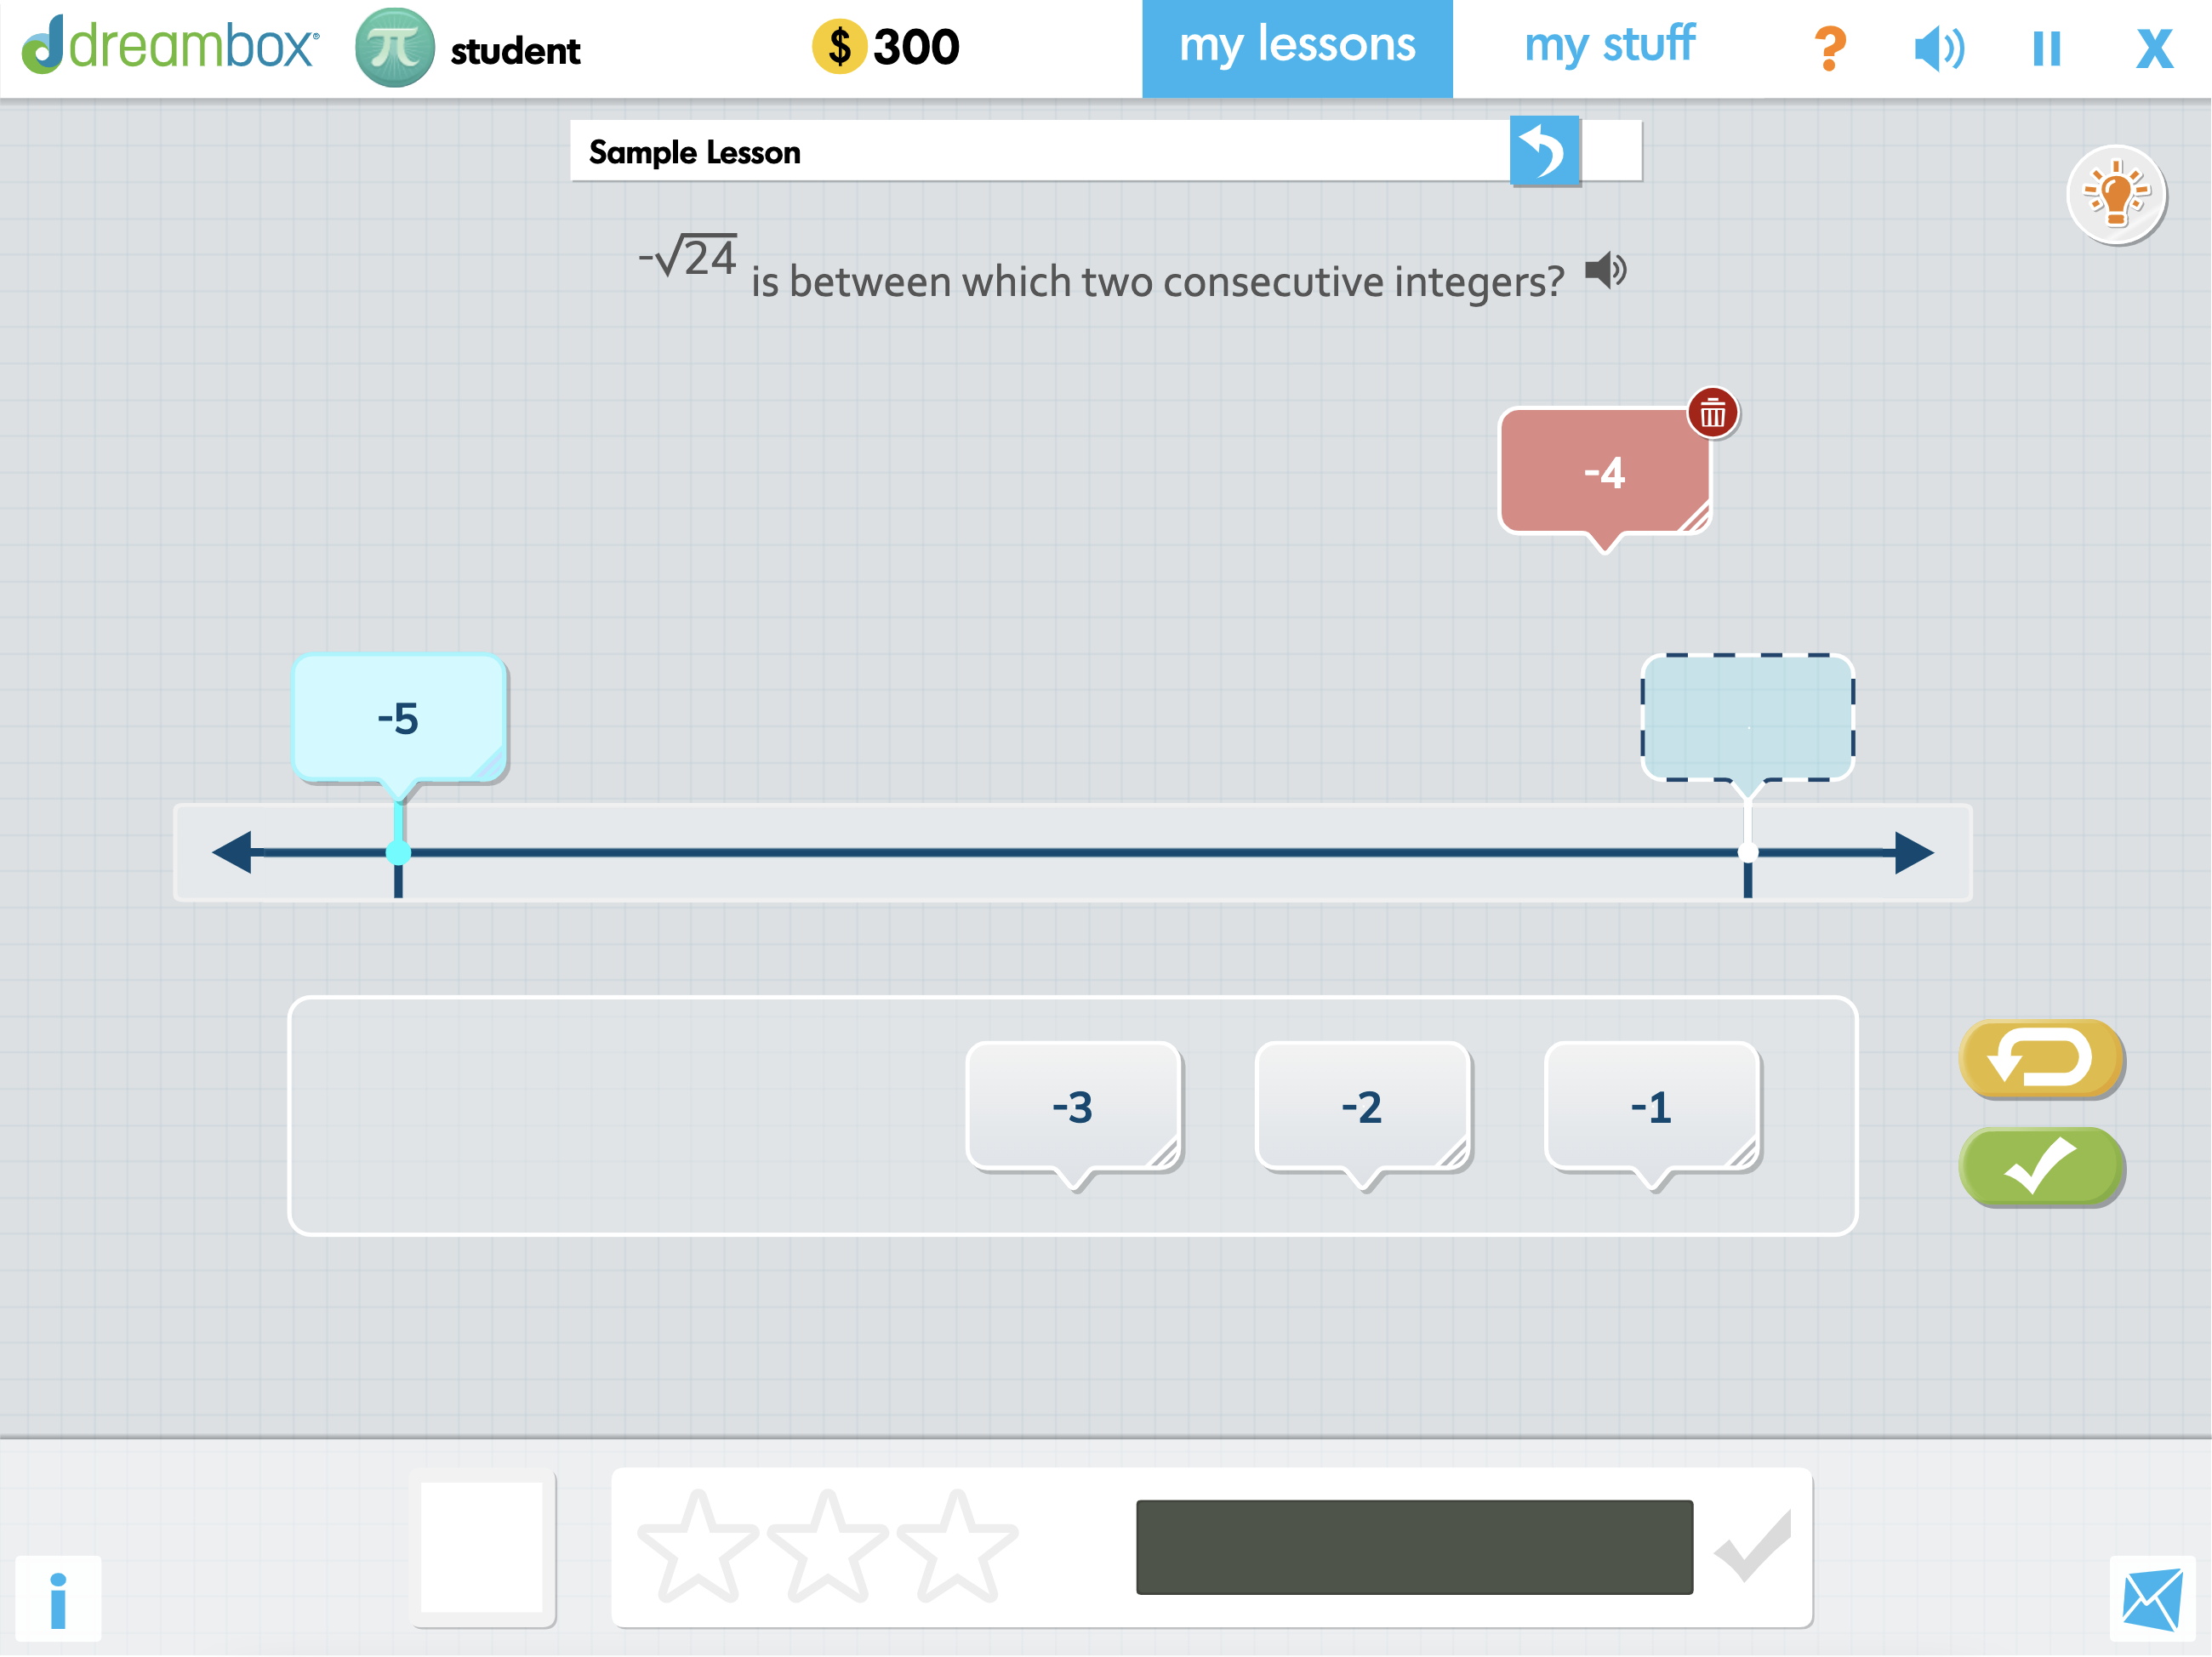 dreambox® student $ 300 my lessons my stuff ? X
Sample Lesson
-√24 is between which two consecutive integers?
-4
-5
-3 -2 -1
i